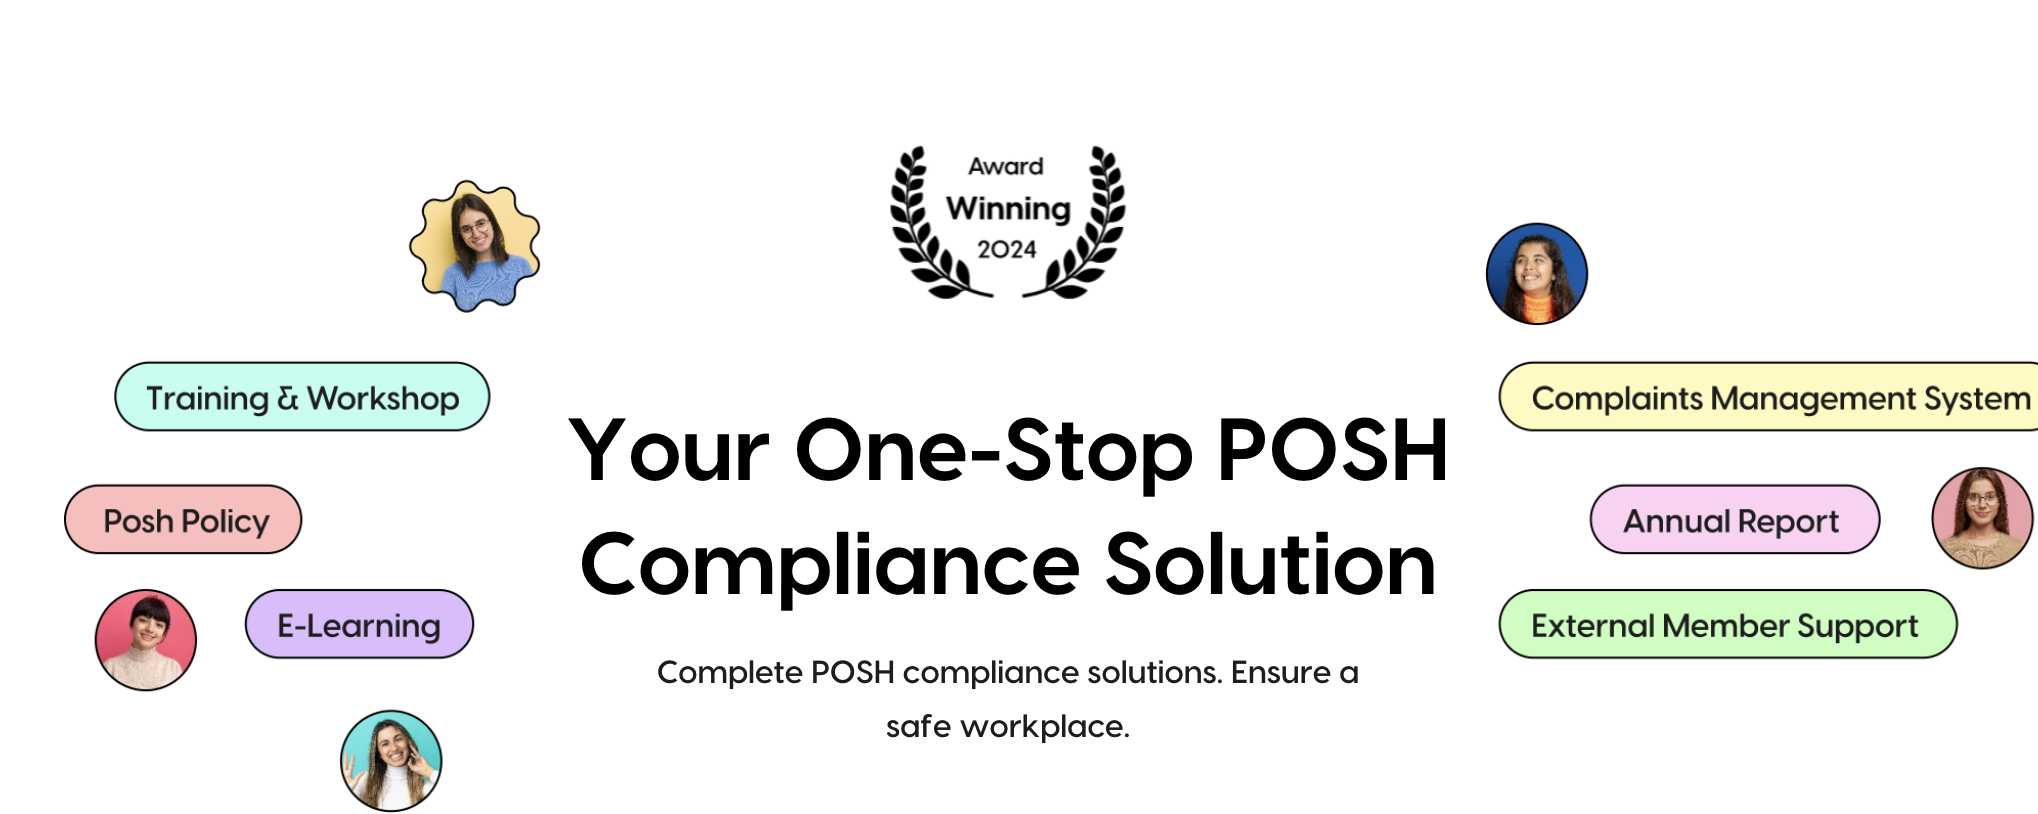 Award
Winning
2024
Training & Workshop
Posh Policy
E-Learning
Your One-Stop POSH
Compliance Solution
Complete POSH compliance solutions. Ensure a
safe workplace.
Complaints Management System
Annual Report
External Member Support